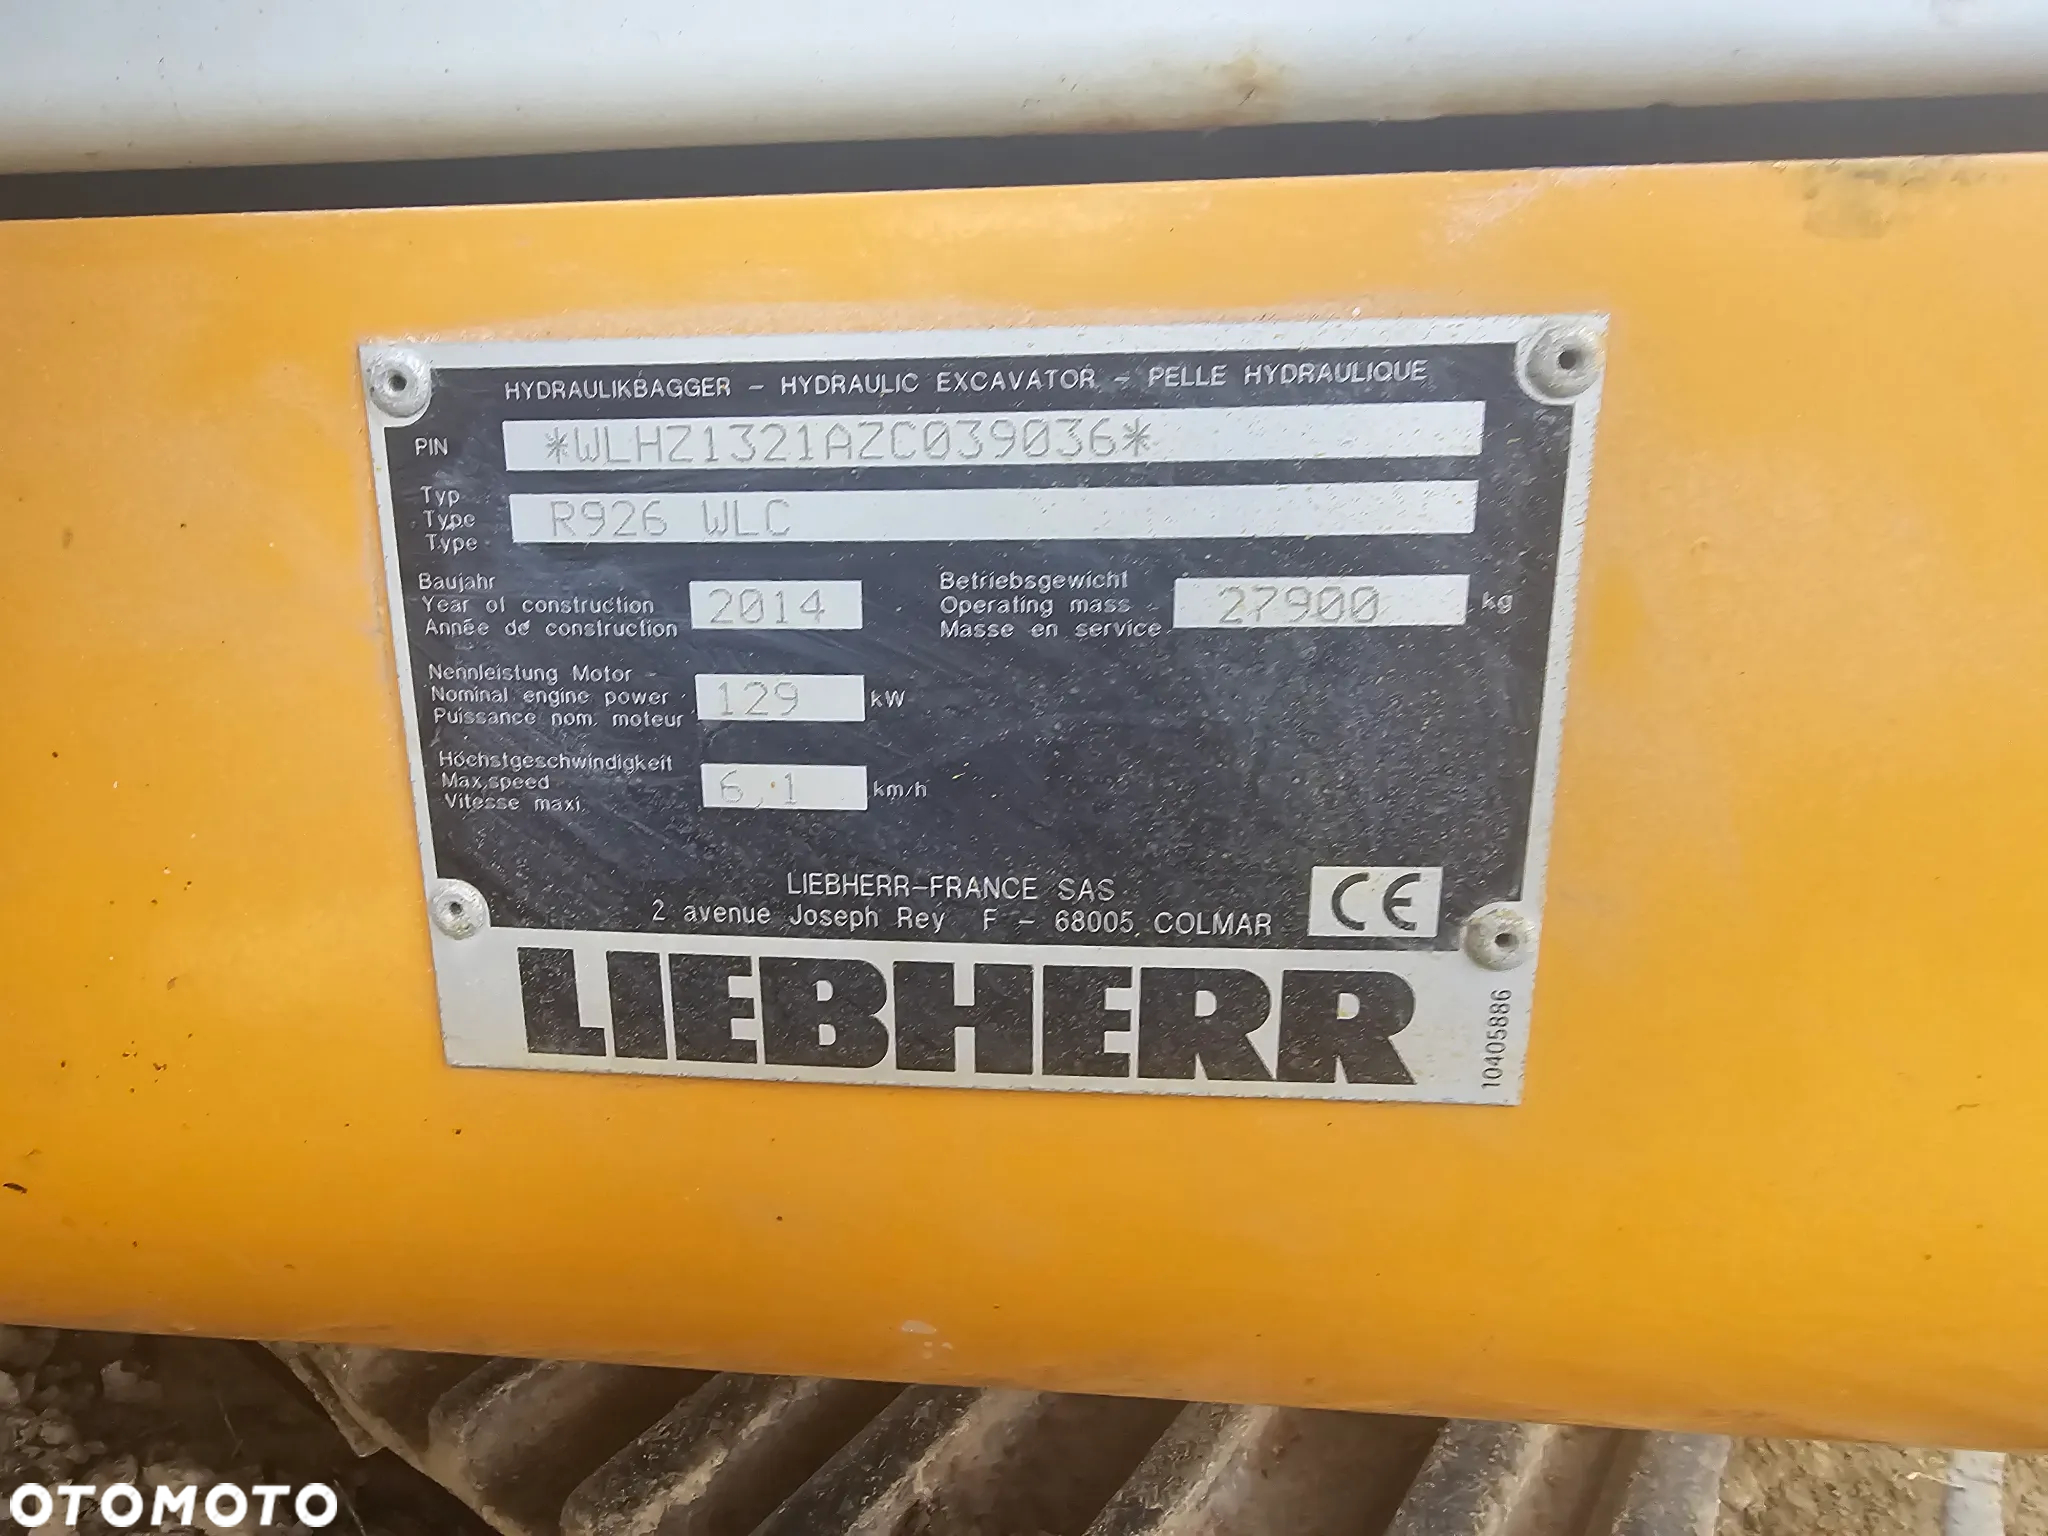 HYDRAULIKBAGGER - HYDRAULIC EXCAVATOR - PELLE HYDRAULIQUE
PIN *WLHZ1321AZC039036*
Typ
Type R926 WLC
Type
Baujahr
Year of construction 2014
Année de construction
Betriebsgewicht
Operating mass 27900 kg
Masse en service
Nennleistung Motor
Nominal engine power 129 kW
Puissance nom. moteur
Höchstgeschwindigkeit
Max.speed 6,1 km/h
Vitesse maxi.
LIEBHERR-FRANCE SAS
2 avenue Joseph Rey F - 68005 COLMAR
CE
LIEBHERR
10405886
OTOMOTO